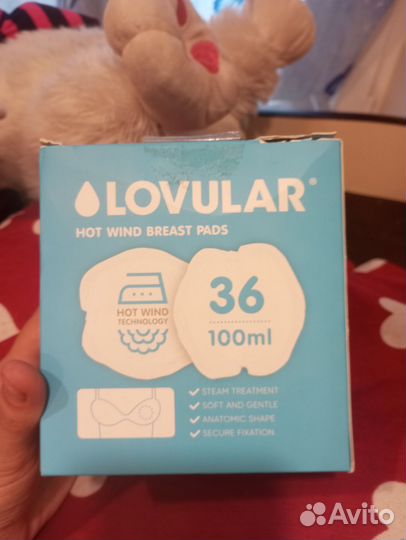 LOVULAR®
HOT WIND BREAST PADS
HOT WIND
TECHNOLOGY
36
100ml
STEAM TREATMENT
SOFT AND GENTLE
ANATOMIC SHAPE
SECURE FIXATION
Avito